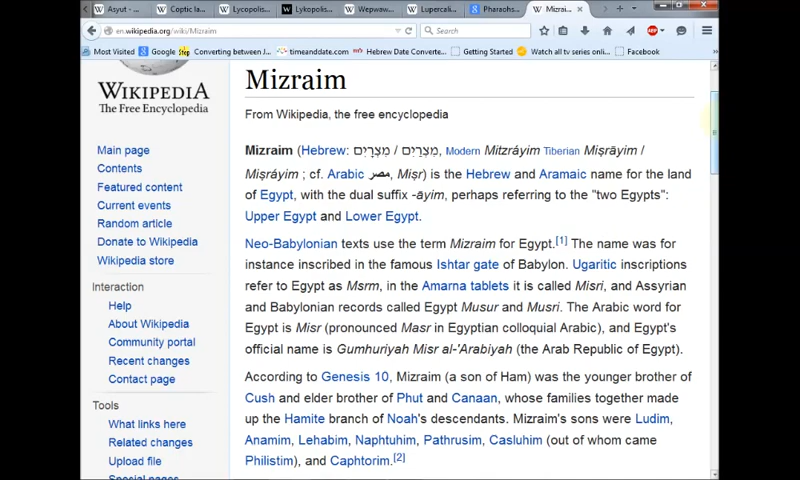 Asyut - ...
Coptic la...
Lycopolis...
Lykopolis...
Wepwaw...
Lupercali...
Pharaohs...
Mizrai...
en.wikipedia.org/wiki/Mizraim
Search
Most Visited
Google
Step
Converting between J...
timeanddate.com
Hebrew Date Converte...
Getting Started
Watch all tv series onli...
Facebook
WIKIPEDIA
The Free Encyclopedia
Main page
Contents
Featured content
Current events
Random article
Donate to Wikipedia
Wikipedia store
Interaction
Help
About Wikipedia
Community portal
Recent changes
Contact page
Tools
What links here
Related changes
Upload file
Special pages
Mizraim
From Wikipedia, the free encyclopedia
Mizraim (Hebrew: מִצְרַיִם / מִצְרָיִם, Modern Mitzráyim Tiberian Miṣrāyim /
Miṣráyim ; cf. Arabic مصر, Miṣr) is the Hebrew and Aramaic name for the land
of Egypt, with the dual suffix -āyim, perhaps referring to the "two Egypts":
Upper Egypt and Lower Egypt.
Neo-Babylonian texts use the term Mizraim for Egypt.[1] The name was for
instance inscribed in the famous Ishtar gate of Babylon. Ugaritic inscriptions
refer to Egypt as Msrm, in the Amarna tablets it is called Misri, and Assyrian
and Babylonian records called Egypt Musur and Musri. The Arabic word for
Egypt is Misr (pronounced Masr in Egyptian colloquial Arabic), and Egypt's
official name is Gumhuriyah Misr al-'Arabiyah (the Arab Republic of Egypt).
According to Genesis 10, Mizraim (a son of Ham) was the younger brother of
Cush and elder brother of Phut and Canaan, whose families together made
up the Hamite branch of Noah's descendants. Mizraim's sons were Ludim,
Anamim, Lehabim, Naphtuhim, Pathrusim, Casluhim (out of whom came
Philistim), and Caphtorim.[2]